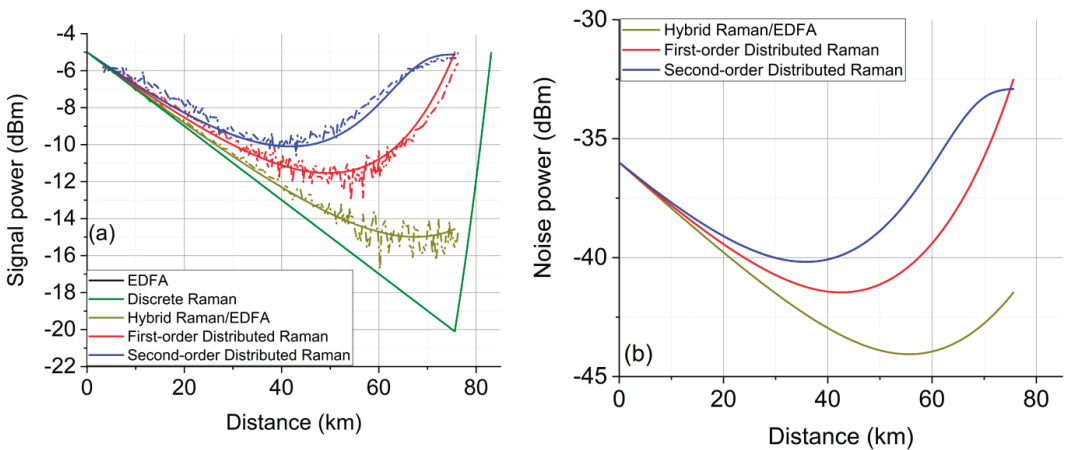 -4
-6
-8
-10
-12
-14
-16
-18
-20
-22
Signal power (dBm)
(a)
EDFA
Discrete Raman
Hybrid Raman/EDFA
First-order Distributed Raman
Second-order Distributed Raman
0 20 40 60 80
Distance (km)
-30
-35
-40
-45
Noise power (dBm)
Hybrid Raman/EDFA
First-order Distributed Raman
Second-order Distributed Raman
(b)
0 20 40 60 80
Distance (km)